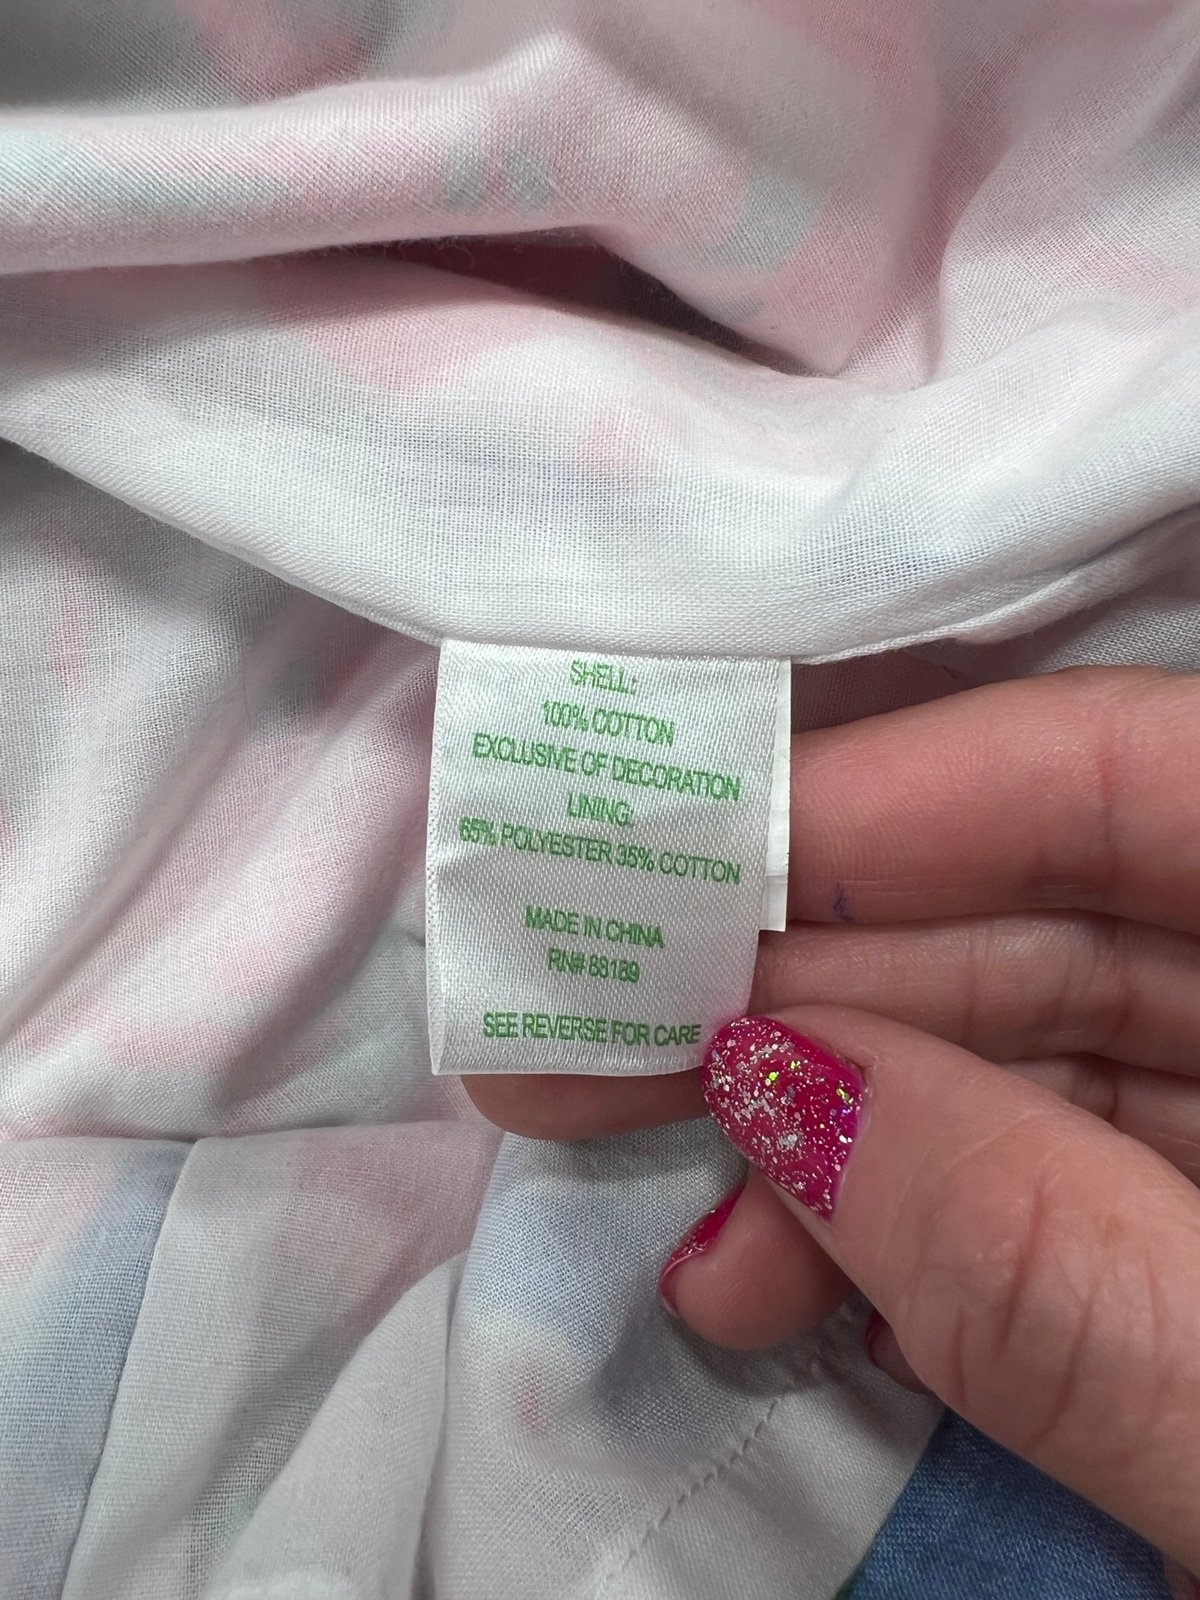 SHELL:
100% COTTON
EXCLUSIVE OF DECORATION
LINING:
65% POLYESTER 35% COTTON
MADE IN CHINA
RN# 83189
SEE REVERSE FOR CARE